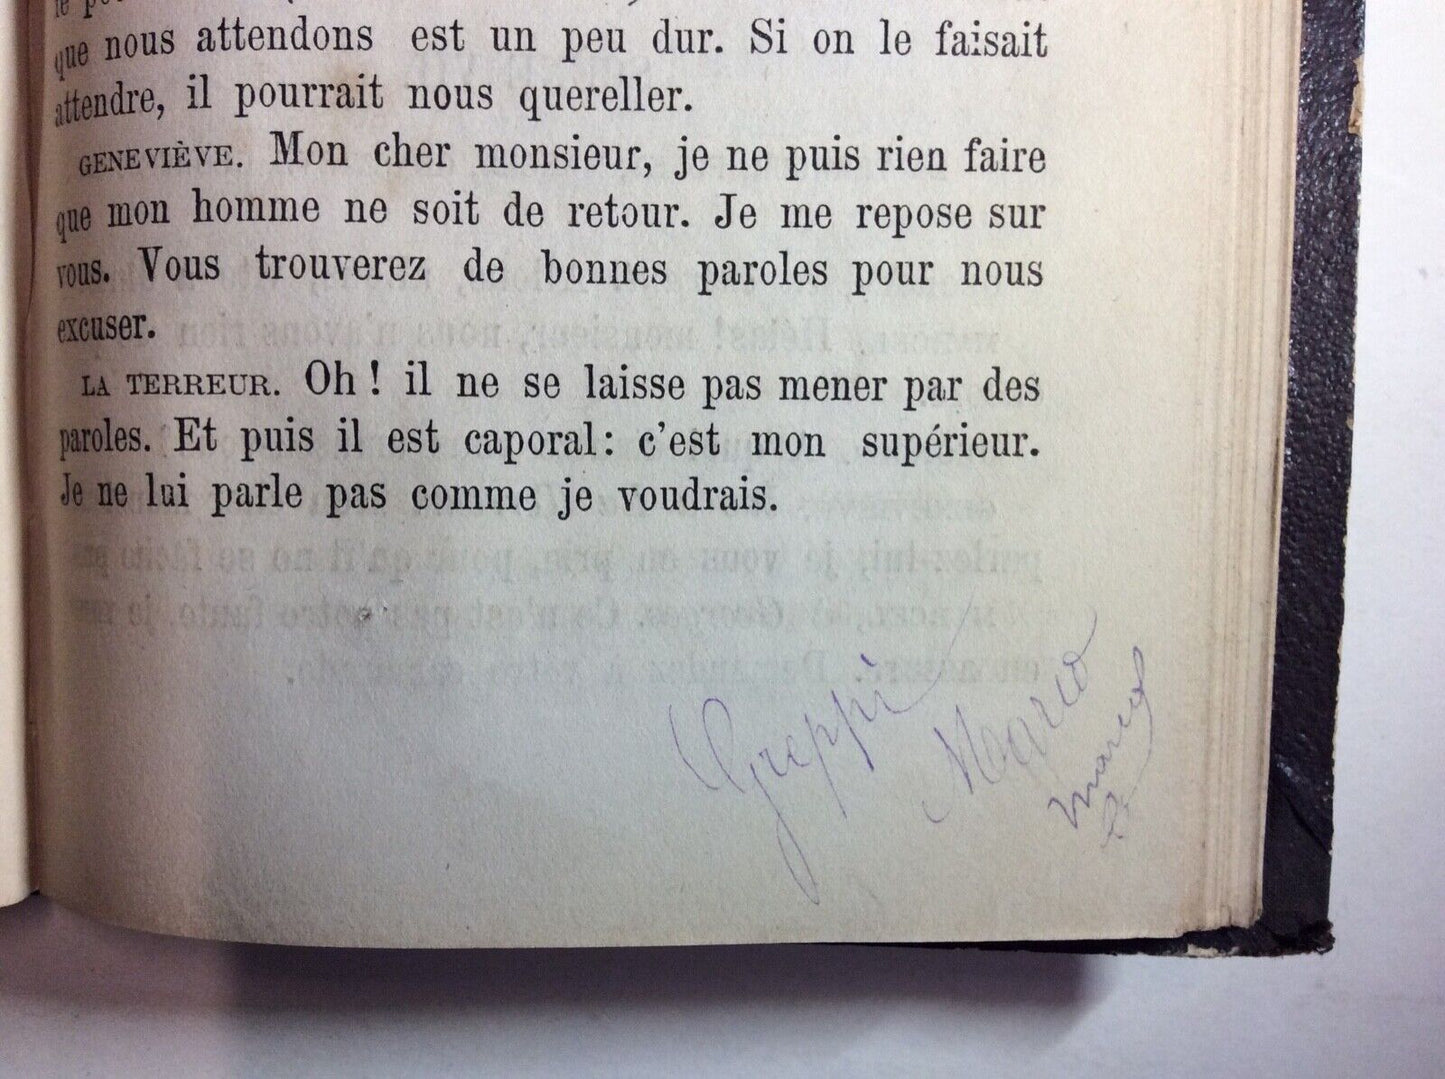 que nous attendons est un peu dur. Si on le faisait
attendre, il pourrait nous quereller.
GENEVIÈVE. Mon cher monsieur, je ne puis rien faire
que mon homme ne soit de retour. Je me repose sur
vous. Vous trouverez de bonnes paroles pour nous
excuser.
LA TERREUR. Oh ! il ne se laisse pas mener par des
paroles. Et puis il est caporal : c'est mon supérieur.
Je ne lui parle pas comme je voudrais.
Greppi
Marco